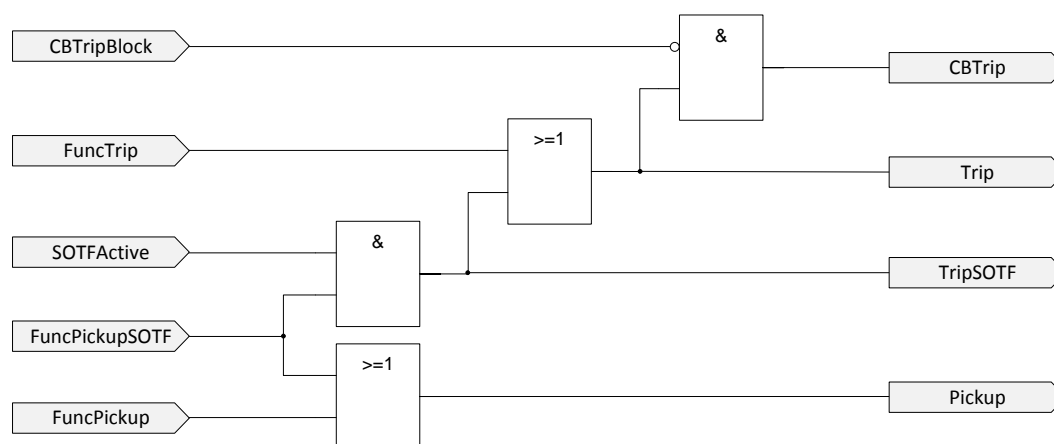 &
CBTripBlock
CBTrip
>=1
FuncTrip
Trip
&
SOTFActive
TripSOTF
FuncPickupSOTF
>=1
Pickup
FuncPickup